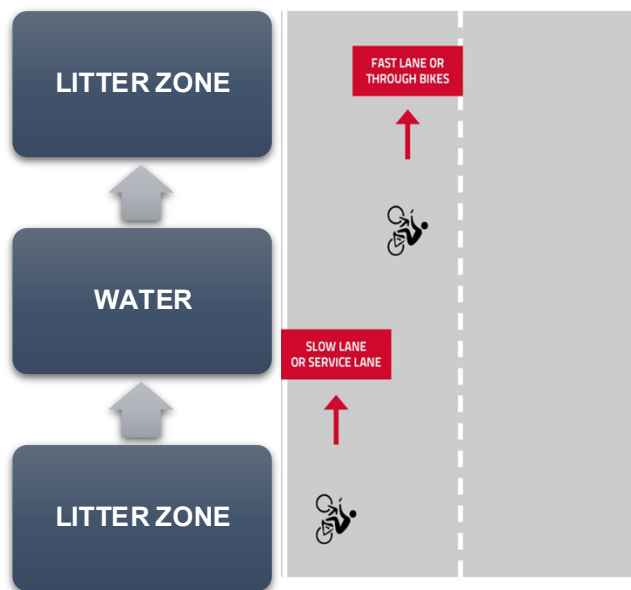 LITTER ZONE
WATER
LITTER ZONE
FAST LANE OR
THROUGH BIKES
SLOW LANE
OR SERVICE LANE